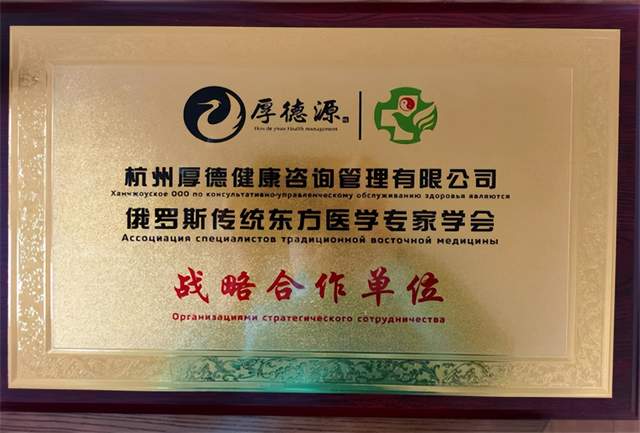 厚德源
Hou de yuan Health management
杭州厚德健康咨询管理有限公司
Ханчжоуское ООО по консультативно-управленческому обслуживанию здоровья являются
俄罗斯传统东方医学专家学会
Ассоциация специалистов традиционной восточной медицины
战略合作单位
Организациями стратегического сотрудничества